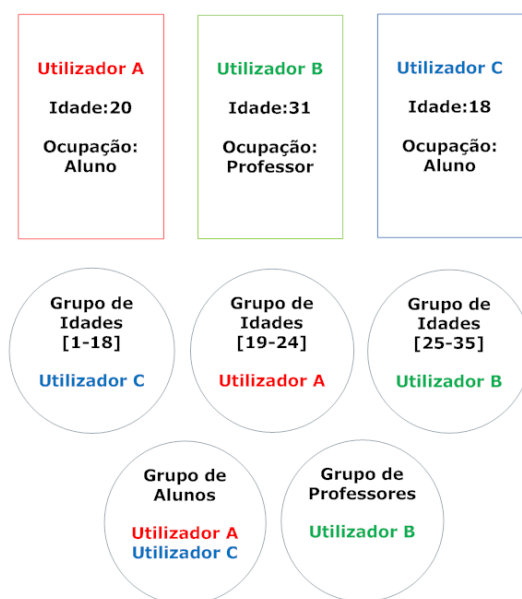 Utilizador A
Idade:20
Ocupação:
Aluno
Utilizador B
Idade:31
Ocupação:
Professor
Utilizador C
Idade:18
Ocupação:
Aluno
Grupo de
Idades
[1-18]
Utilizador C
Grupo de
Idades
[19-24]
Utilizador A
Grupo de
Idades
[25-35]
Utilizador B
Grupo de
Alunos
Utilizador A
Utilizador C
Grupo de
Professores
Utilizador B